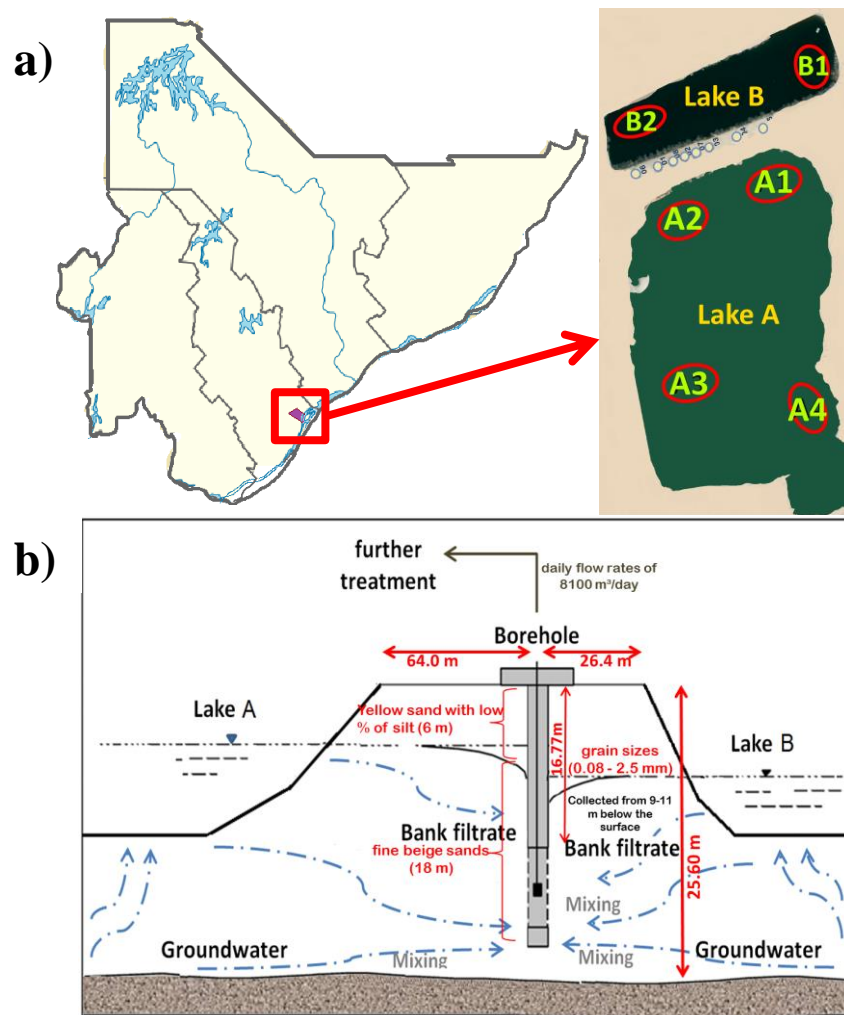 a)
Lake B
B1
B2
A1
A2
Lake A
A3
A4
b)
further
treatment
daily flow rates of
8100 m³/day
Borehole
64.0 m
26.4 m
Lake A
Yellow sand with low
% of silt (6 m)
16.77m
grain sizes
(0.08 - 2.5 mm)
Lake B
Collected from 9-11
m below the
surface
Bank filtrate
Bank filtrate
fine beige sands
(18 m)
25.60 m
Mixing
Groundwater
Mixing
Mixing
Groundwater